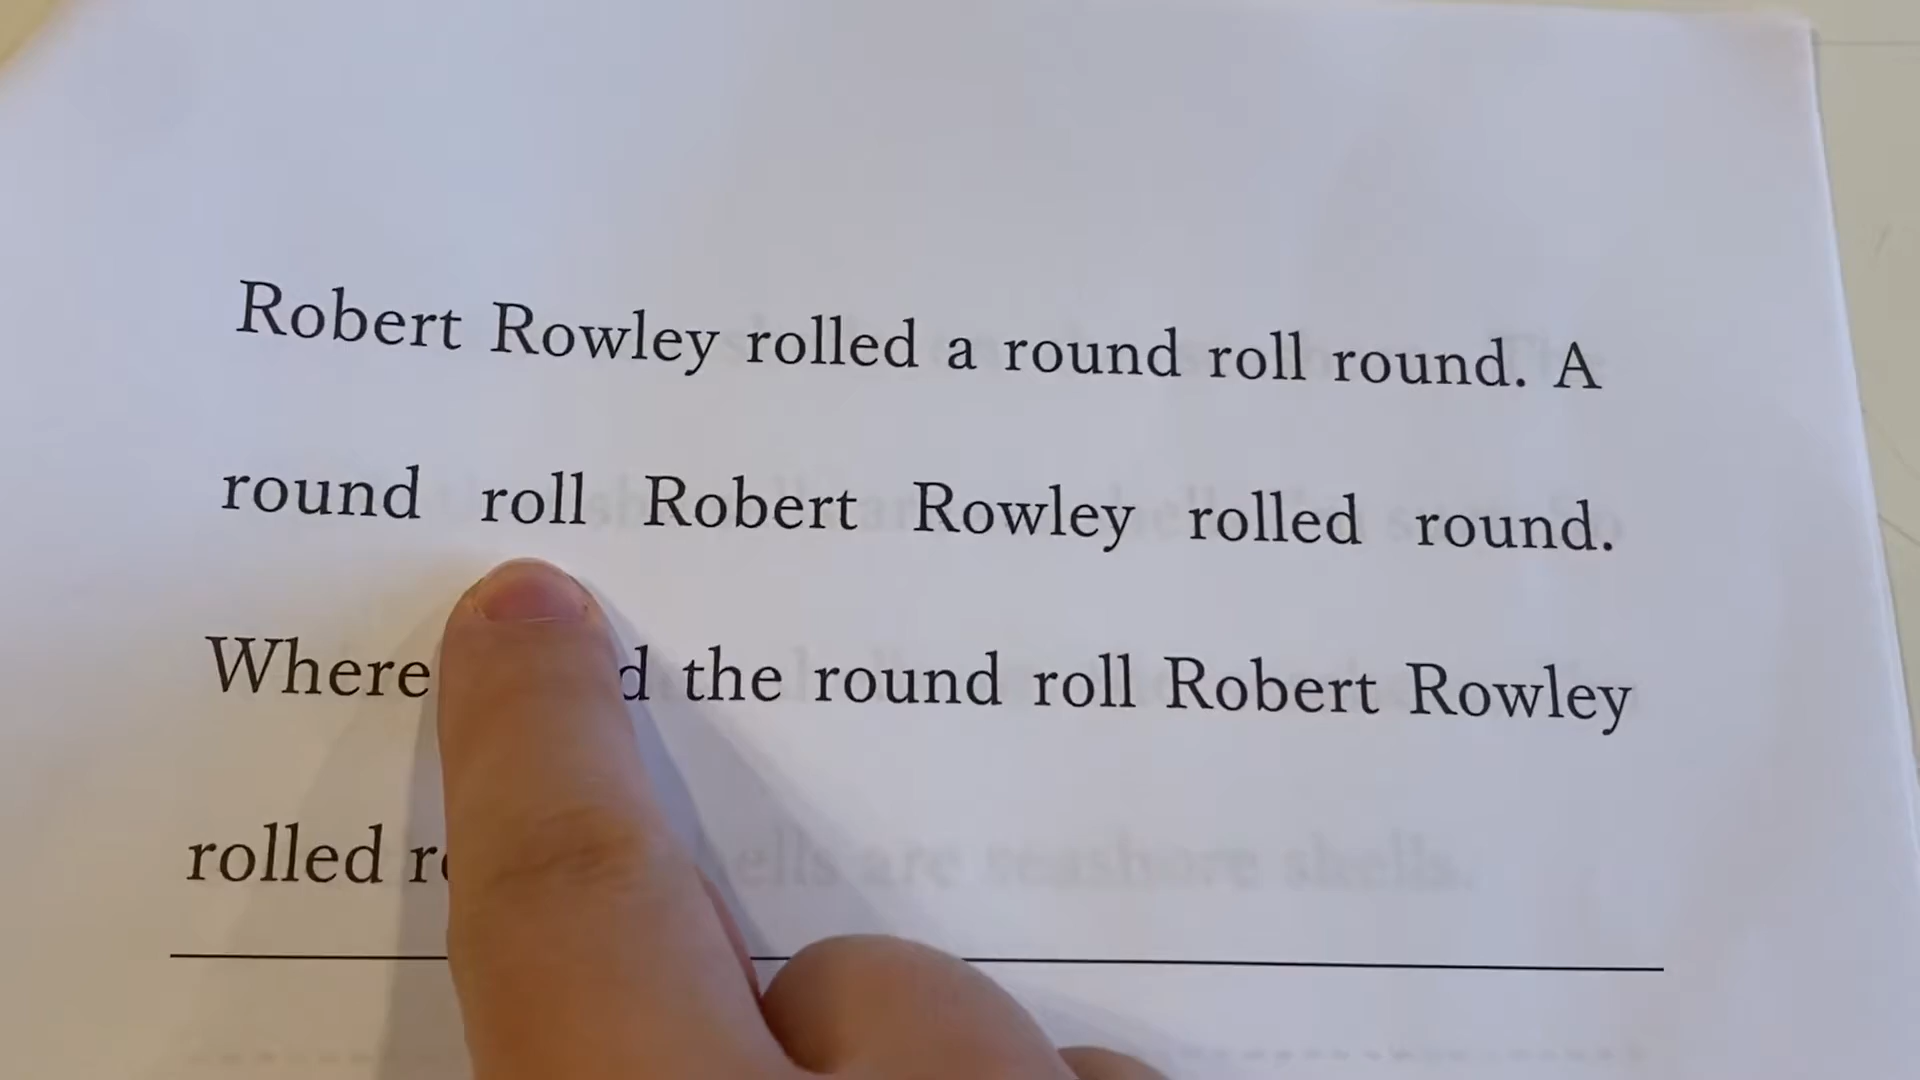 Robert Rowley rolled a round roll round. A
round roll Robert Rowley rolled round.
Where the round roll Robert Rowley
rolled